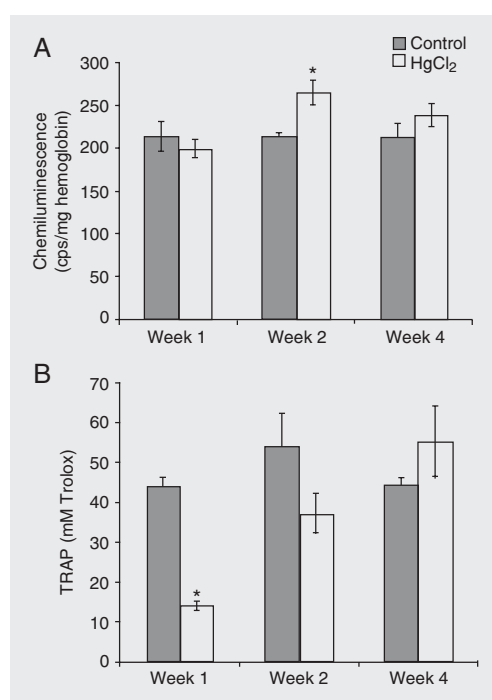 A
Control
HgCl₂
Chemiluminescence
(cps/mg hemoglobin)
300
250
200
150
100
50
0
*
Week 1
Week 2
Week 4
B
TRAP (mM Trolox)
70
60
50
40
30
20
10
0
*
Week 1
Week 2
Week 4